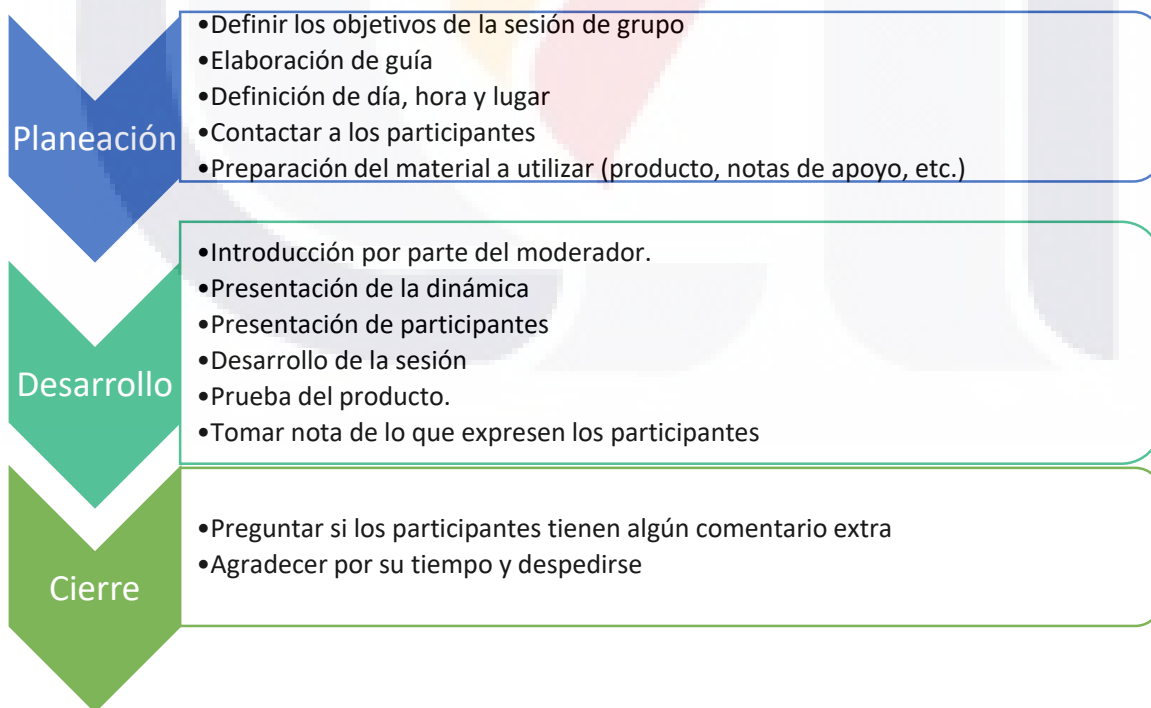 Planeación
•Definir los objetivos de la sesión de grupo
•Elaboración de guía
•Definición de día, hora y lugar
•Contactar a los participantes
•Preparación del material a utilizar (producto, notas de apoyo, etc.)
Desarrollo
•Introducción por parte del moderador.
•Presentación de la dinámica
•Presentación de participantes
•Desarrollo de la sesión
•Prueba del producto.
•Tomar nota de lo que expresen los participantes
Cierre
•Preguntar si los participantes tienen algún comentario extra
•Agradecer por su tiempo y despedirse